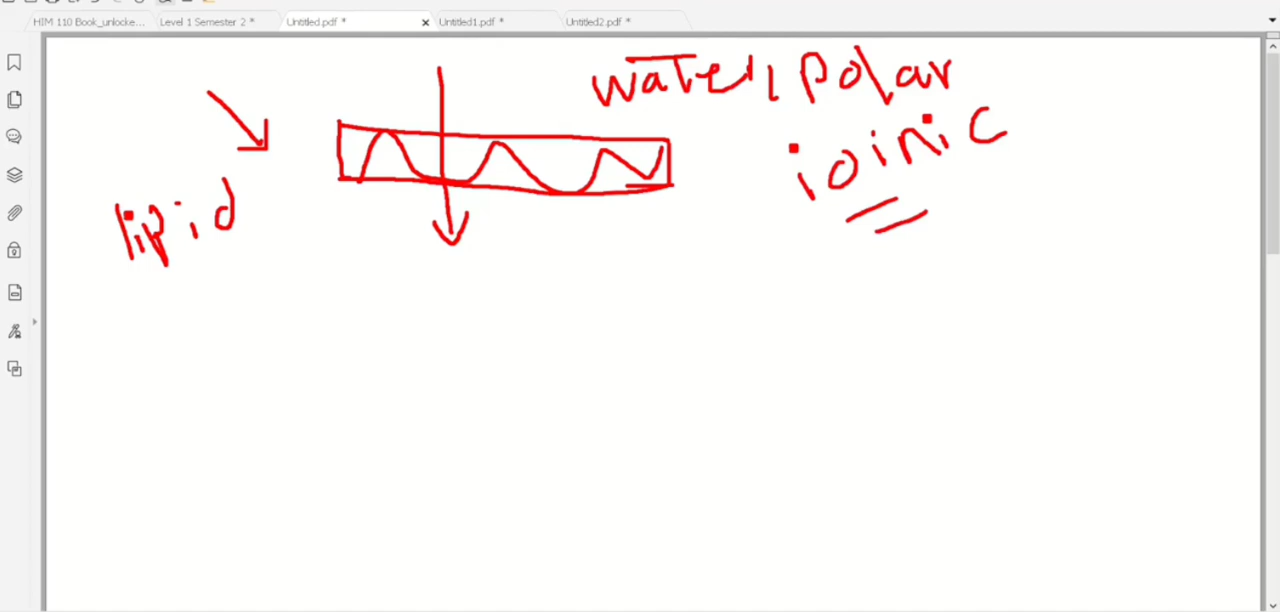 HIM 110 Book_unlocke... Level 1 Semester 2 * Untitled.pdf * Untitled1.pdf * Untitled2.pdf *
water, polar
ioinic
lipid